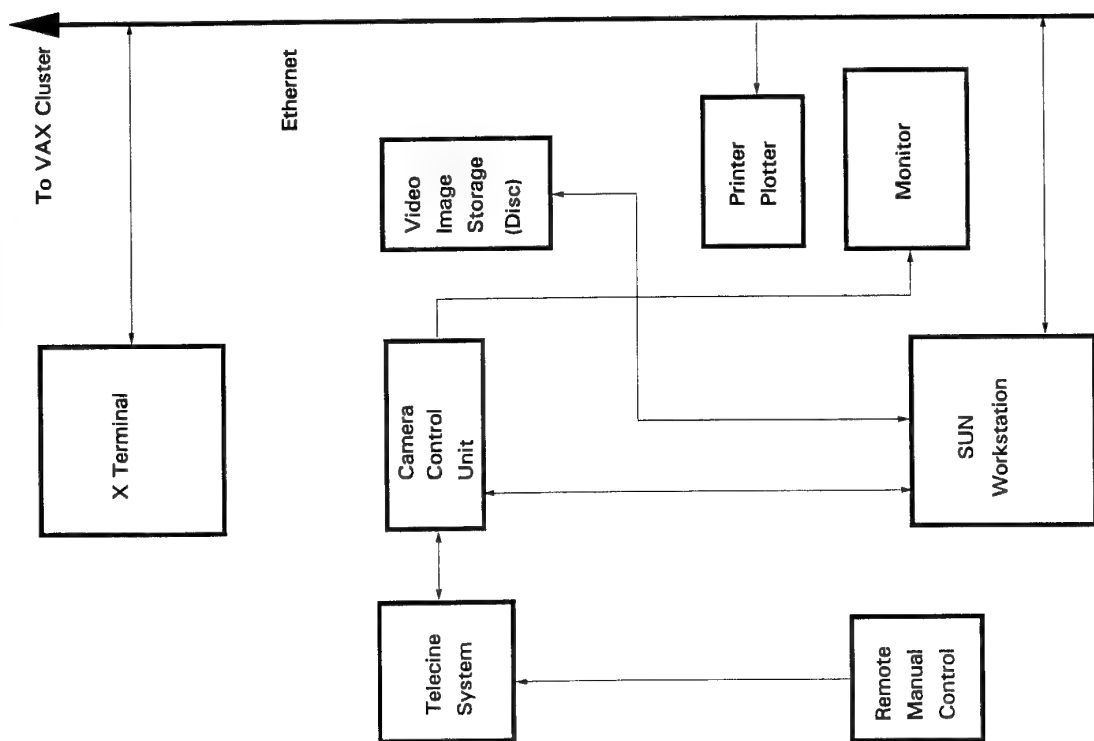 To VAX Cluster
X Terminal
Ethernet
Telecine
System
Camera
Control
Unit
Video
Image
Storage
(Disc)
Printer
Plotter
Remote
Manual
Control
SUN
Workstation
Monitor